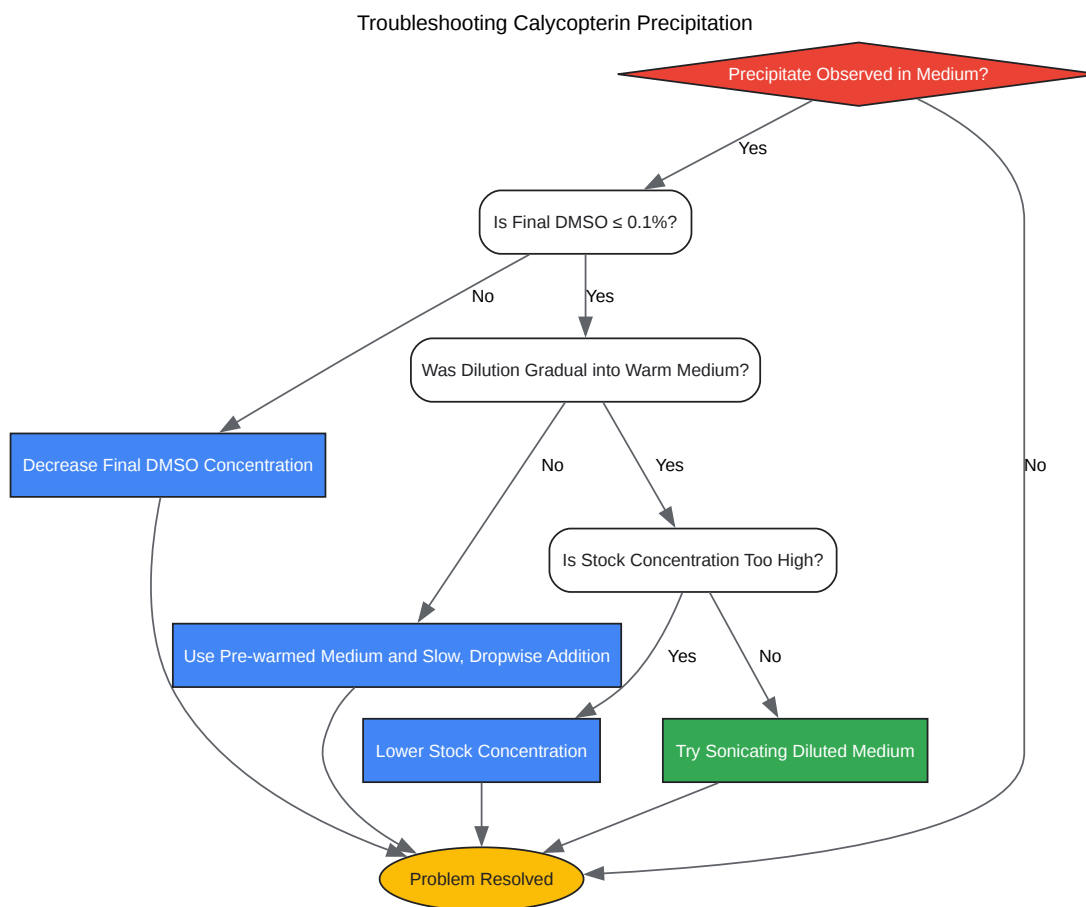 Troubleshooting Calycopterin Precipitation
Precipitate Observed in Medium?
Yes
Is Final DMSO ≤ 0.1%?
No
Yes
Was Dilution Gradual into Warm Medium?
Decrease Final DMSO Concentration
No
Yes
No
Is Stock Concentration Too High?
Use Pre-warmed Medium and Slow, Dropwise Addition
Yes
No
Lower Stock Concentration
Try Sonicating Diluted Medium
Problem Resolved